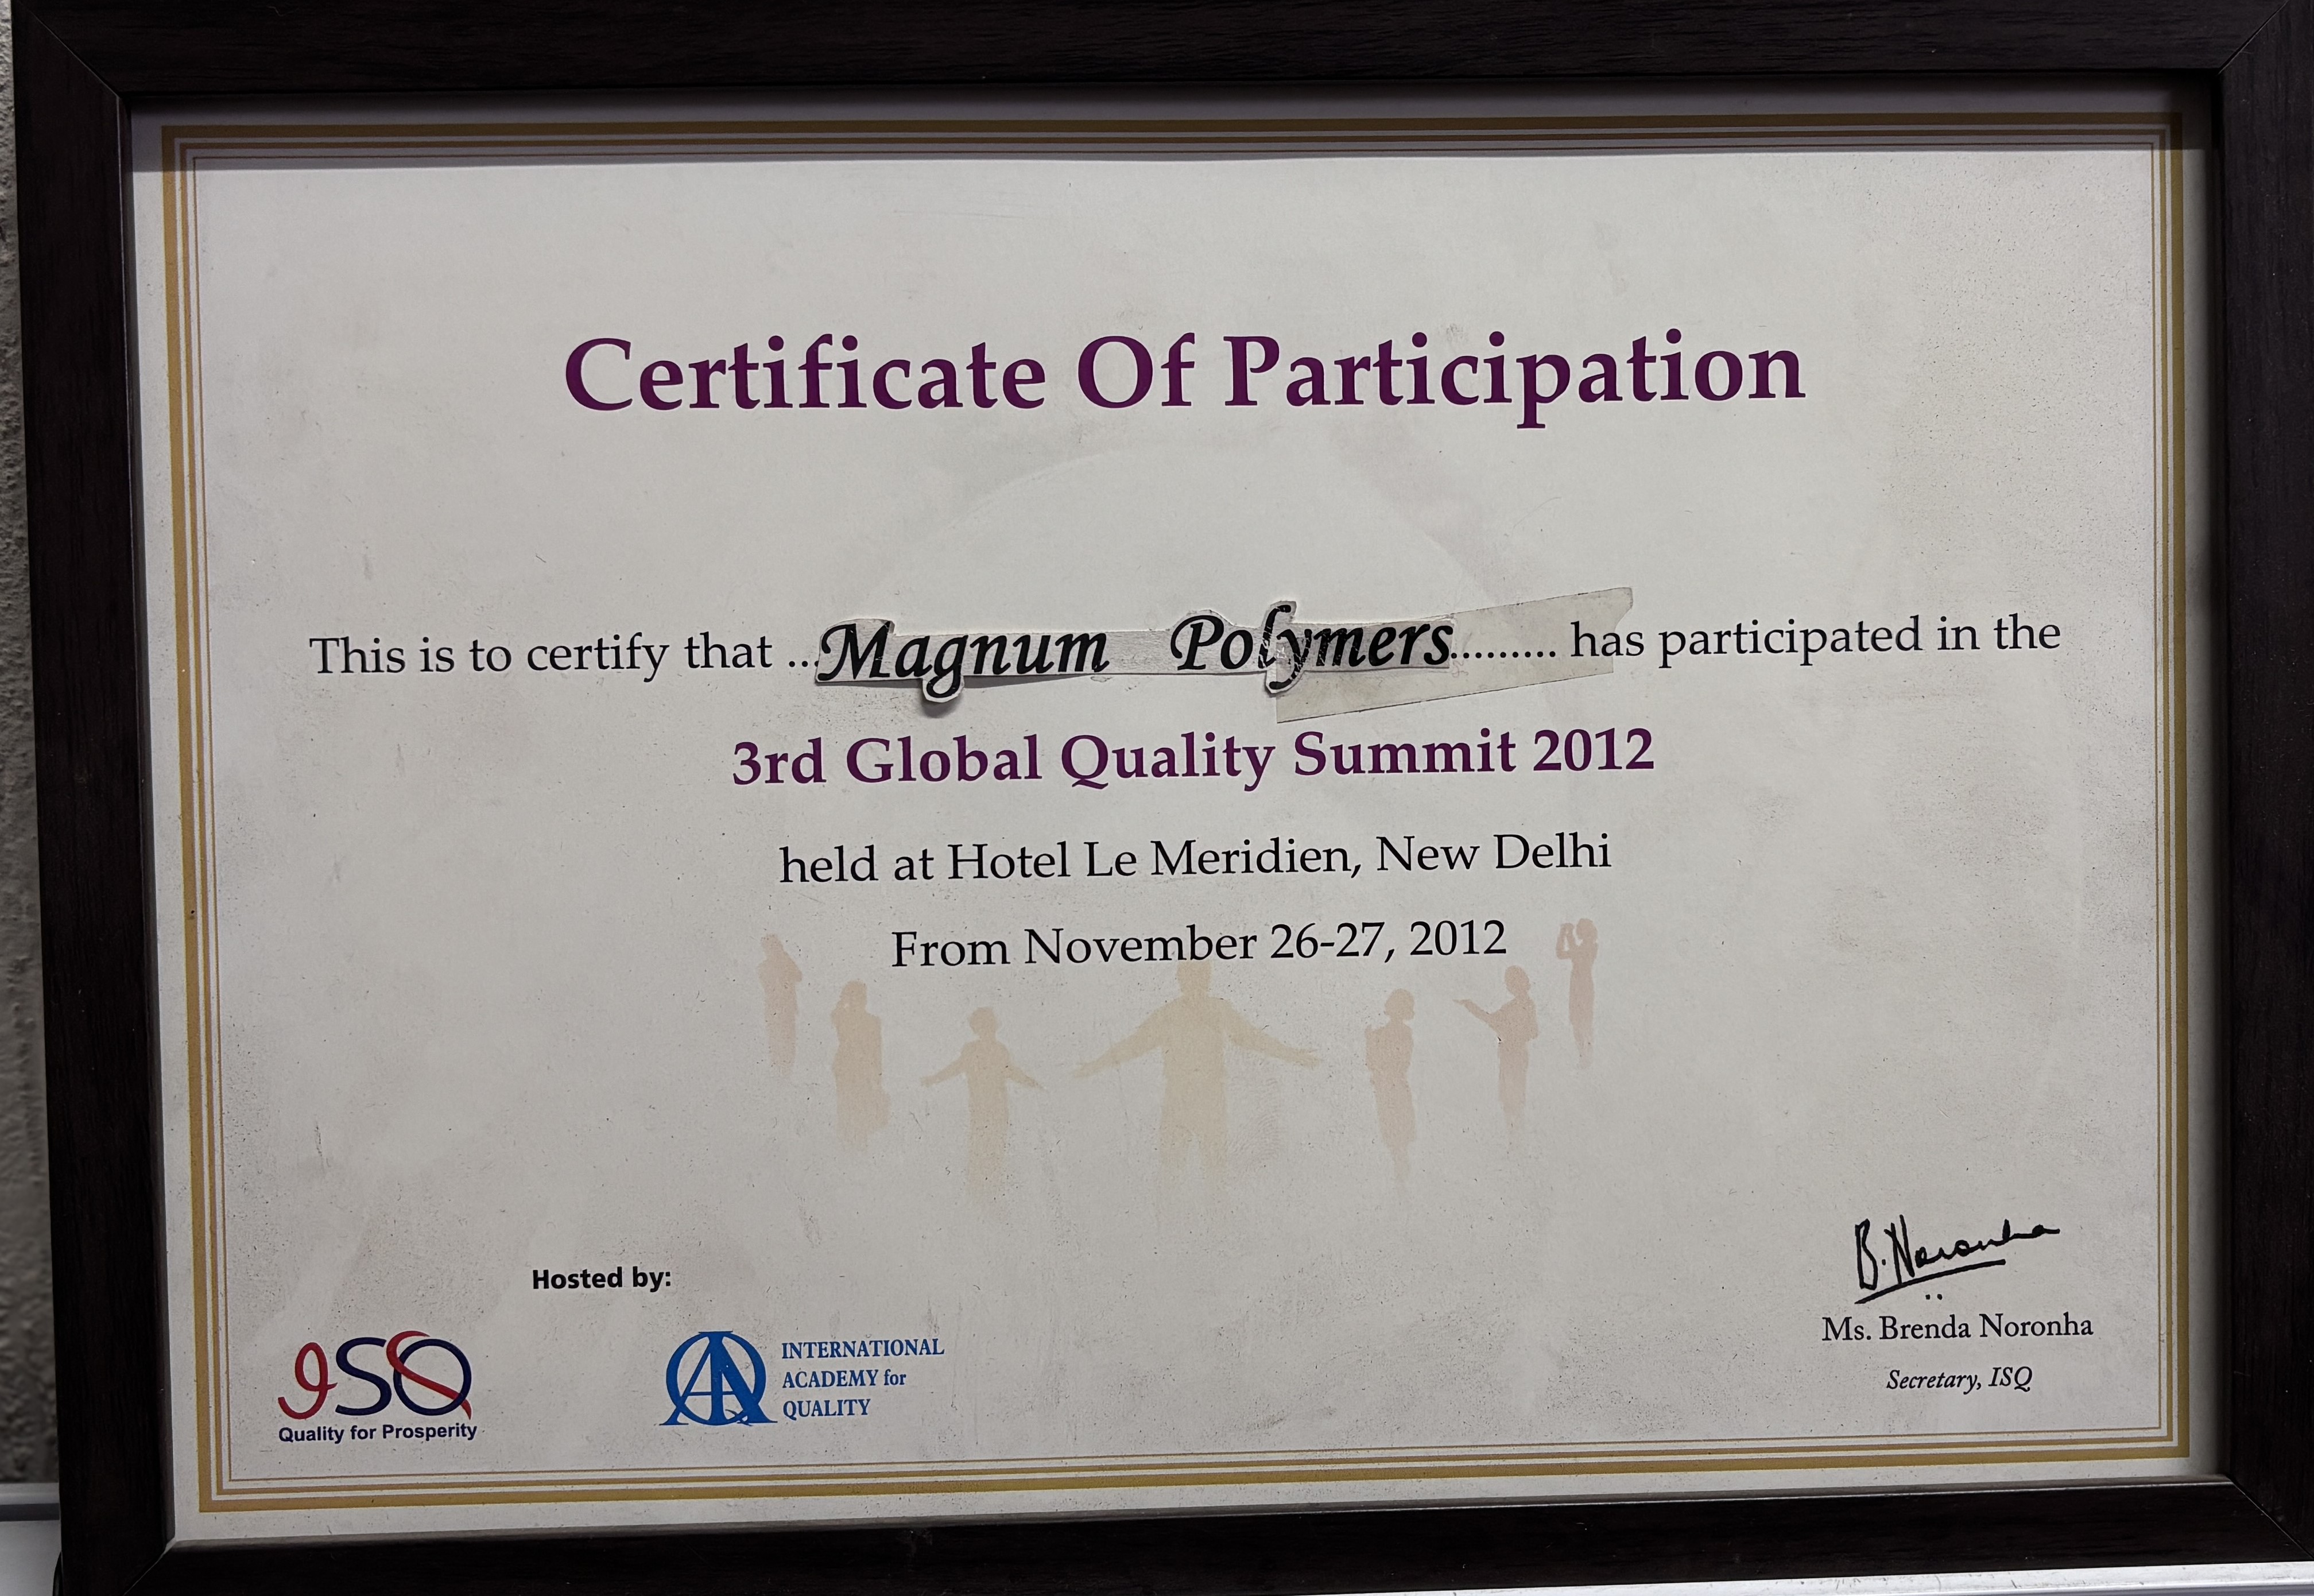 Certificate Of Participation
This is to certify that ...Magnum Polymers......... has participated in the
3rd Global Quality Summit 2012
held at Hotel Le Meridien, New Delhi
From November 26-27, 2012
Hosted by:
ISQ
Quality for Prosperity
IAQ
INTERNATIONAL
ACADEMY for
QUALITY
B. Noronha
Ms. Brenda Noronha
Secretary, ISQ